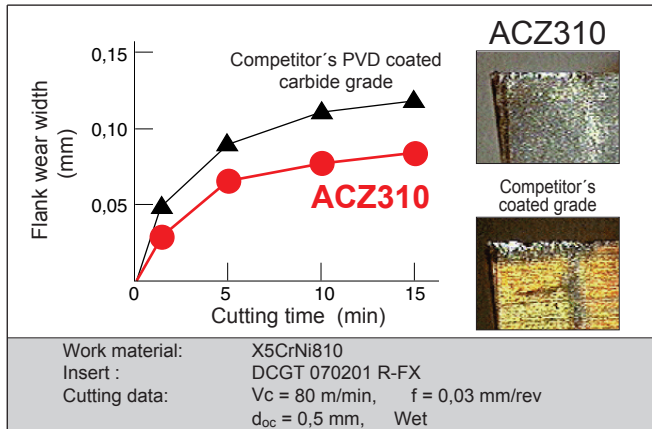 ACZ310
0,15
Competitor´s PVD coated
carbide grade
0,10
Flank wear width
(mm)
0,05
ACZ310
Competitor´s
coated grade
0
5
10
15
Cutting time (min)
Work material: X5CrNi810
Insert : DCGT 070201 R-FX
Cutting data: Vc = 80 m/min, f = 0,03 mm/rev
doc = 0,5 mm, Wet